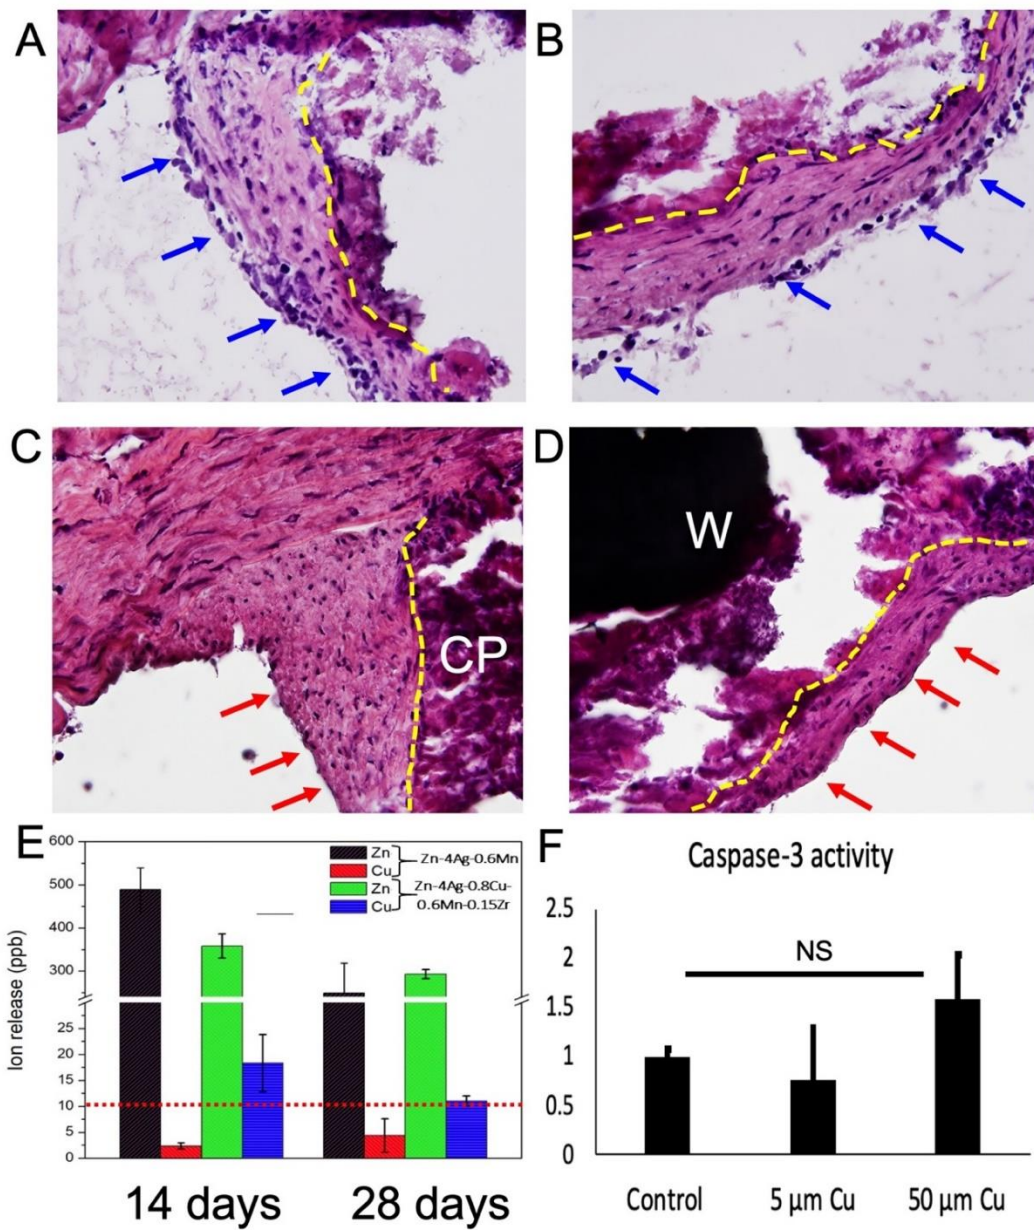 A
B
C
CP
D
W
E
600
500
400
300
25
20
15
10
5
0
Ion release (ppb)
Zn
Cu
Zn-4Ag-0.6Mn
Zn
Cu
Zn-4Ag-0.8Cu-
0.6Mn-0.15Zr
14 days
28 days
F
Caspase-3 activity
2.5
2
1.5
1
0.5
0
NS
Control
5 µm Cu
50 µm Cu